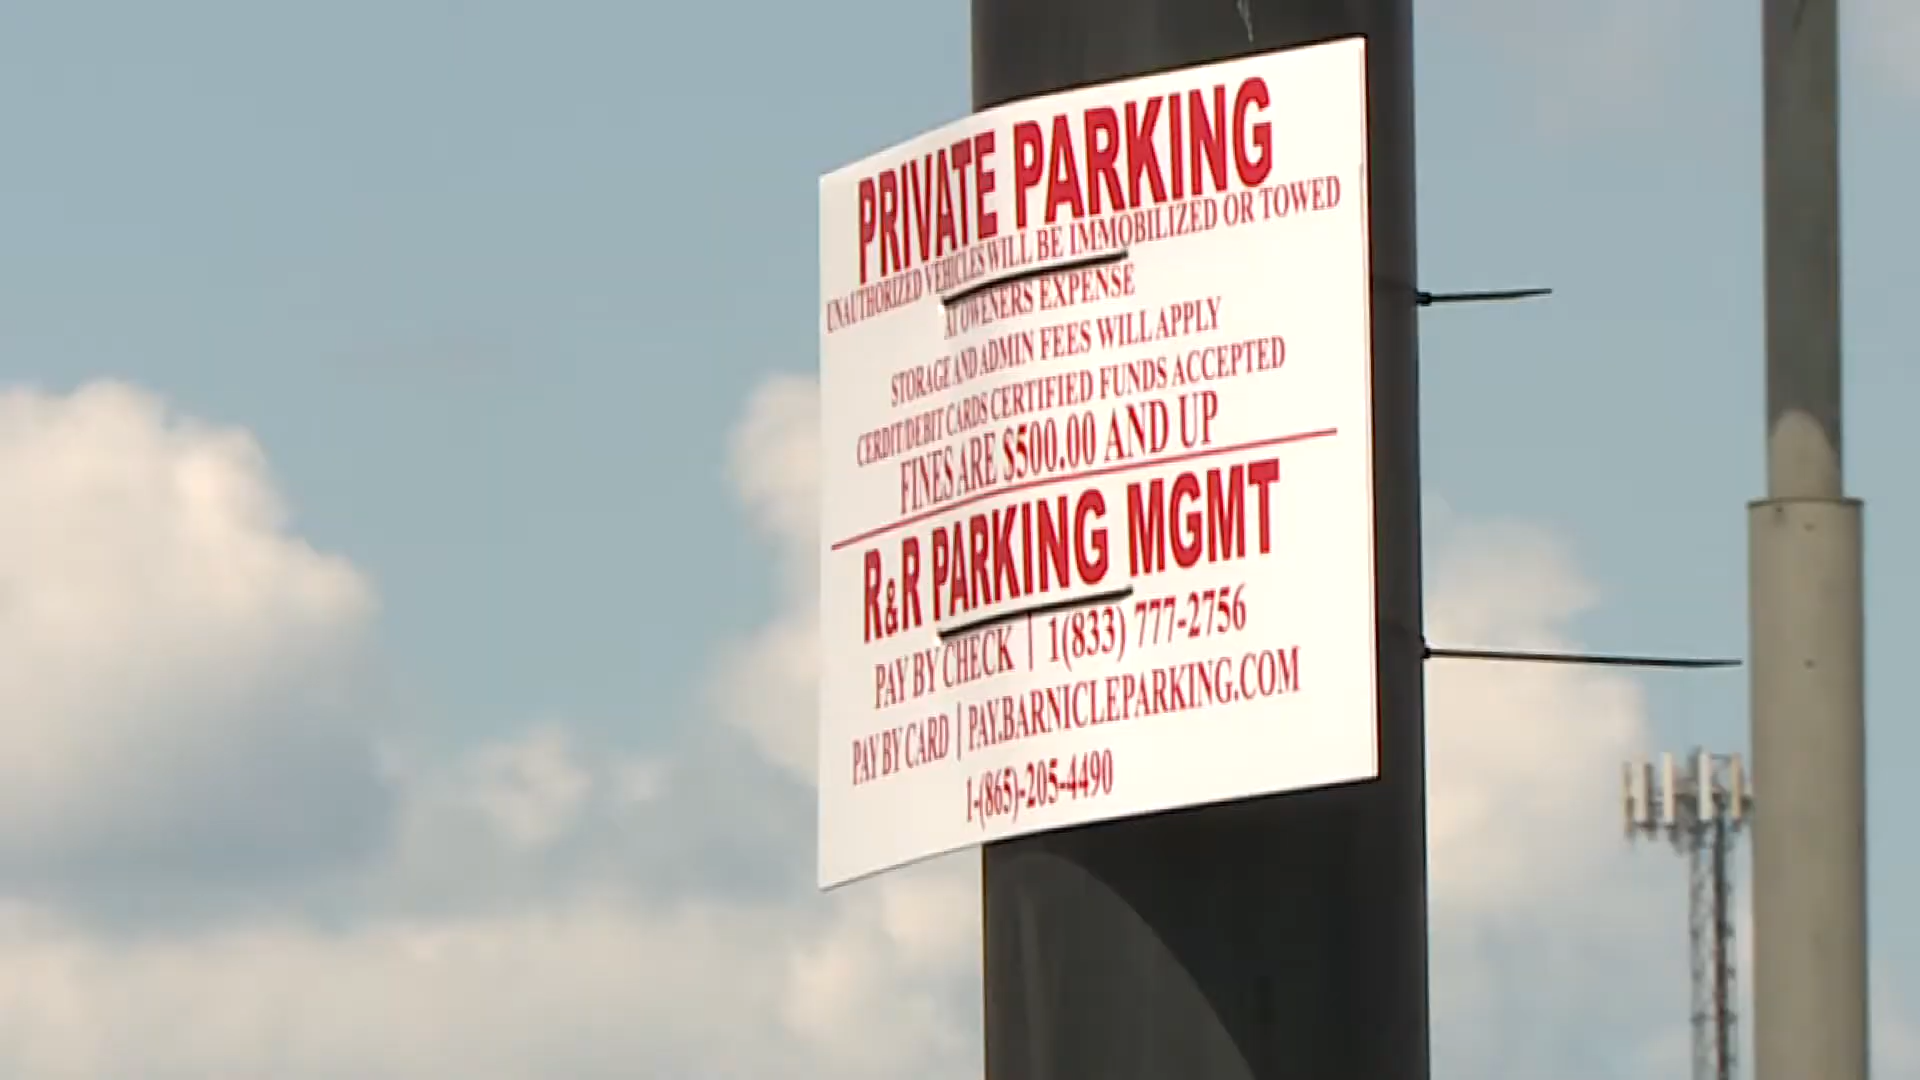 PRIVATE PARKING
UNAUTHORIZED VEHICLES WILL BE IMMOBILIZED OR TOWED
AT OWENERS EXPENSE
STORAGE AND ADMIN FEES WILL APPLY
CERDIT/DEBIT CARDS CERTIFIED FUNDS ACCEPTED
FINES ARE $500.00 AND UP
R&R PARKING MGMT
PAY BY CHECK | 1(833) 777-2756
PAY BY CARD | PAY.BARNICLEPARKING.COM
1-(865)-205-4490